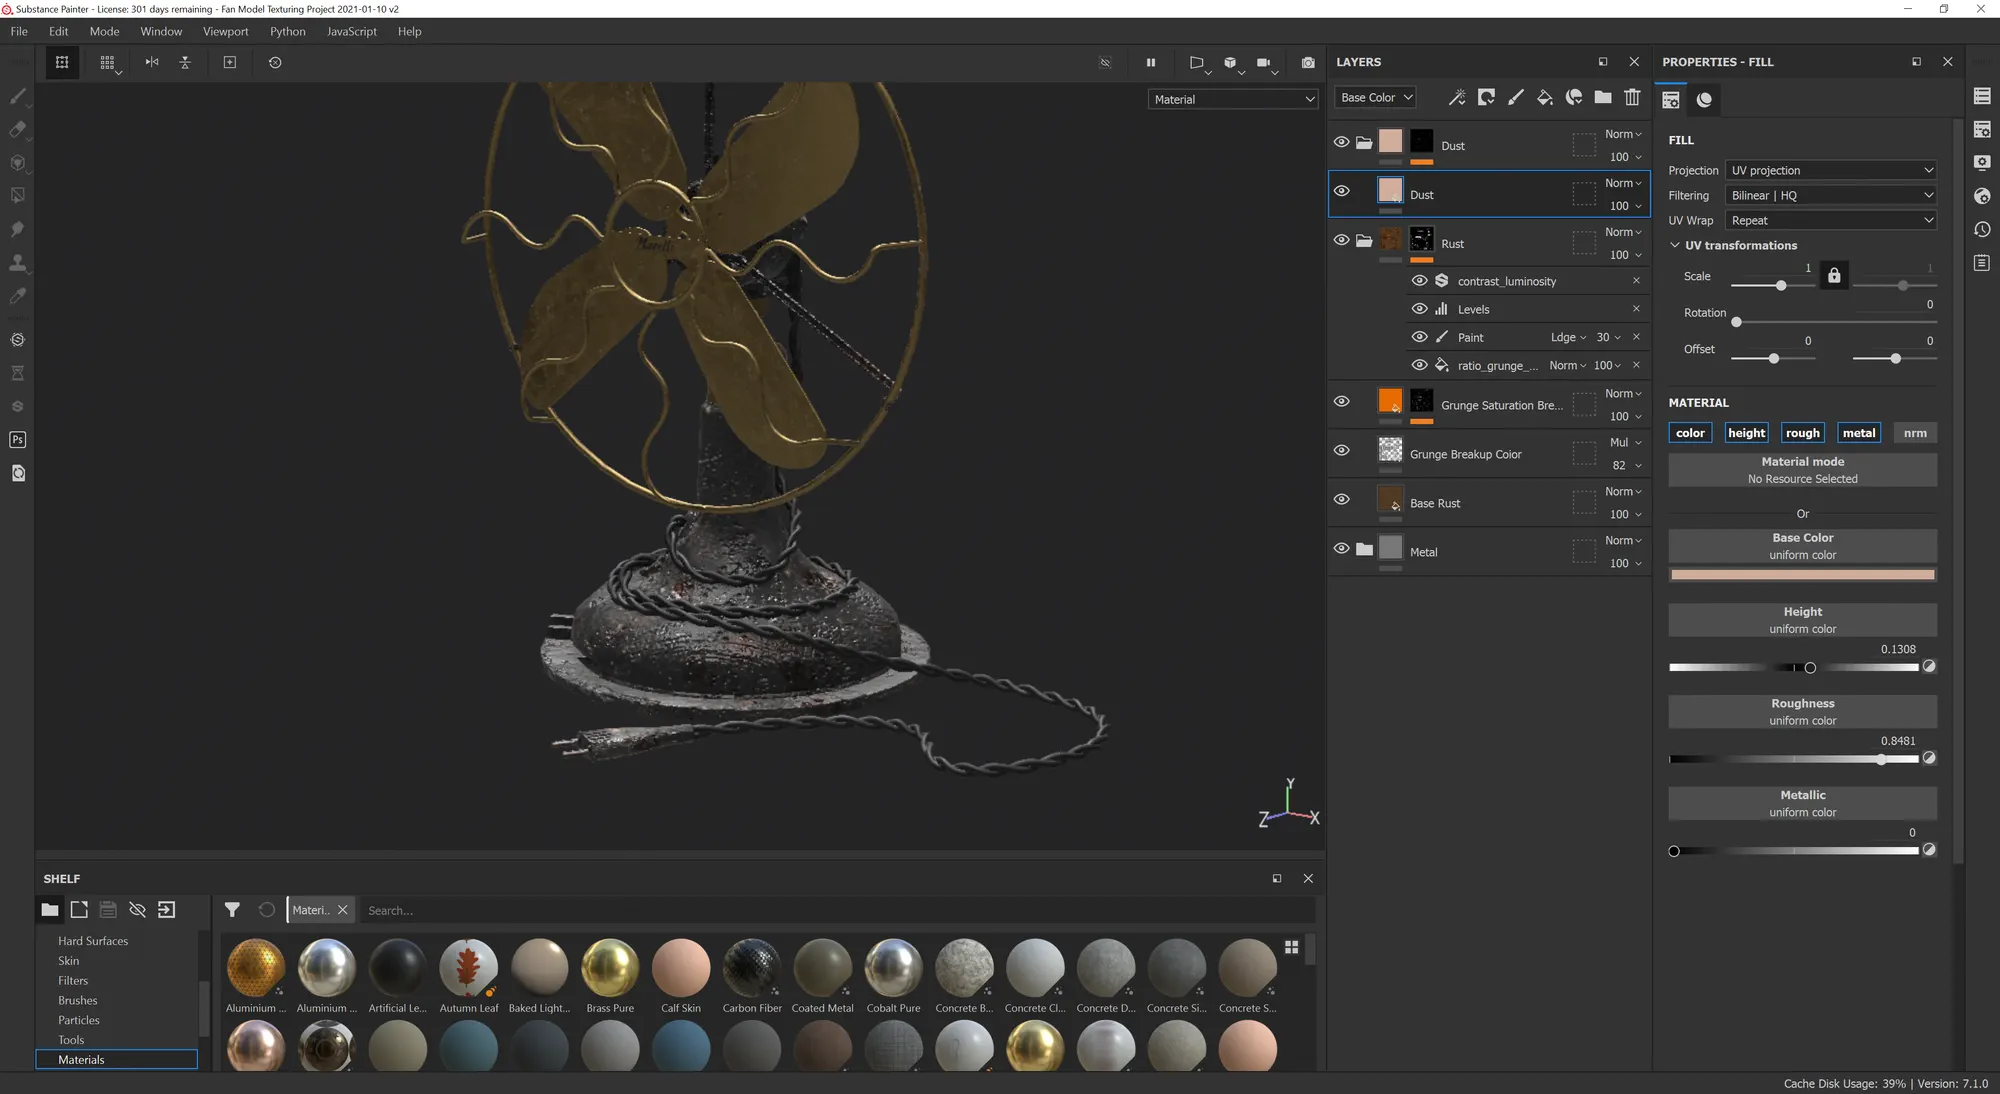 Substance Painter - License: 301 days remaining - Fan Model Texturing Project 2021-01-10 v2
File Edit Mode Window Viewport Python JavaScript Help
Material
LAYERS
Base Color
Dust Norm 100
Dust Norm 100
Rust Norm 100
contrast_luminosity
Levels
Paint Ldge 30
ratio_grunge_... Norm 100
Grunge Saturation Bre... Norm 100
Grunge Breakup Coior Mul 82
Base Rust Norm 100
Metal Norm 100
PROPERTIES - FILL
FILL
Projection UV projection
Filtering Bilinear | HQ
UV Wrap Repeat
UV transformations
Scale 1 1
Rotation 0
Offset 0 0
MATERIAL
color height rough metal nrm
Material mode
No Resource Selected
Or
Base Color
uniform color
Height
uniform color
0.1308
Roughness
uniform color
0.8481
Metallic
uniform color
0
Y
Z X
Ps
SHELF
Materi.. Search...
Hard Surfaces
Skin
Filters
Brushes
Particles
Tools
Materials
Aluminium ... Aluminium ... Artificial Le... Autumn Leaf Baked Light... Brass Pure Calf Skin Carbon Fiber Coated Metal Cobalt Pure Concrete B... Concrete Cl... Concrete D... Concrete Si... Concrete S...
Cache Disk Usage: 39% | Version: 7.1.0